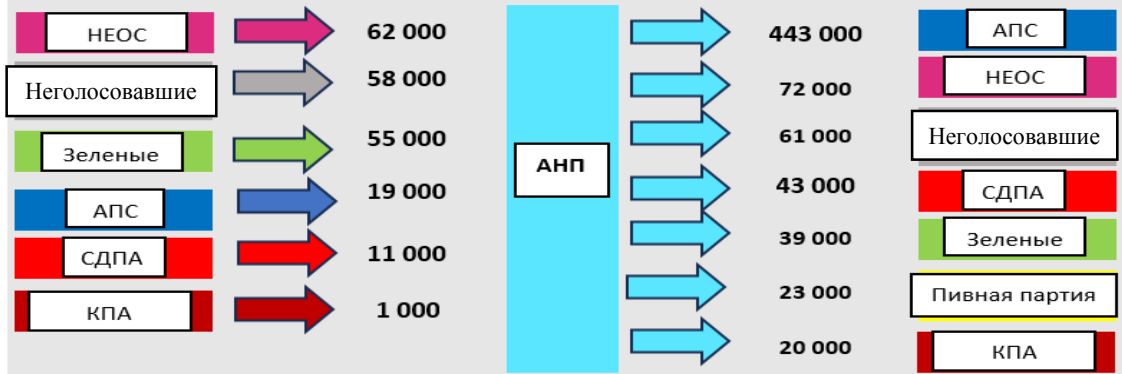 НЕОС
62 000
Неголосовавшие
58 000
Зеленые
55 000
АПС
19 000
СДПА
11 000
КПА
1 000
АНП
443 000
АПС
72 000
НЕОС
61 000
Неголосовавшие
43 000
СДПА
39 000
Зеленые
23 000
Пивная партия
20 000
КПА